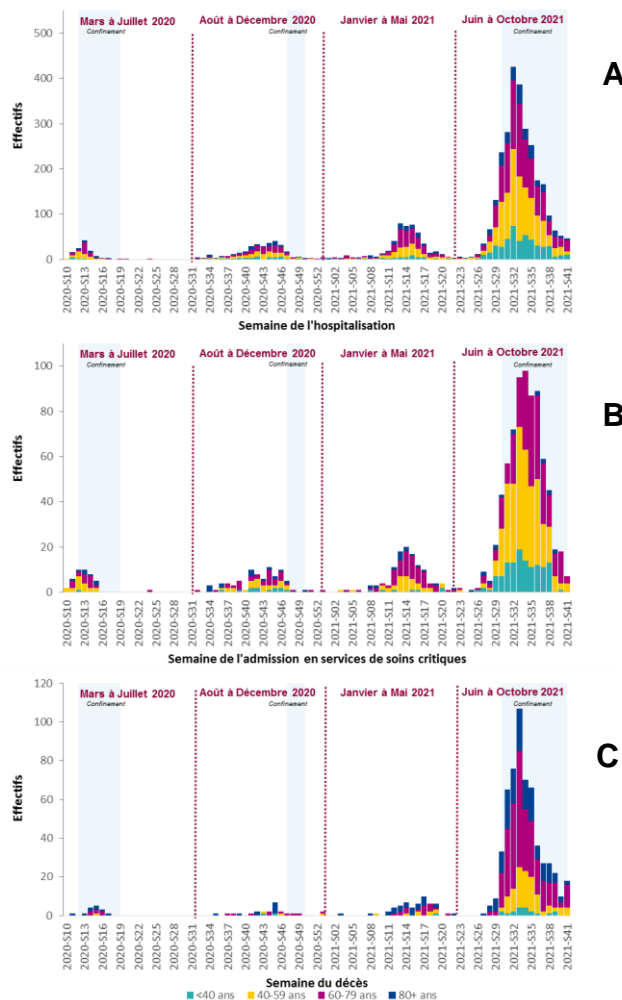 Mars à Juillet 2020 Août à Décembre 2020 Janvier à Mai 2021 Juin à Octobre 2021
Confinement Confinement Confinement
A
Effectifs
500
400
300
200
100
0
2020-S10 2020-S13 2020-S16 2020-S19 2020-S22 2020-S25 2020-S28 2020-S31 2020-S34 2020-S37 2020-S40 2020-S43 2020-S46 2020-S49 2020-S52 2021-S02 2021-S05 2021-S08 2021-S11 2021-S14 2021-S17 2021-S20 2021-S23 2021-S26 2021-S29 2021-S32 2021-S35 2021-S38 2021-S41
Semaine de l'hospitalisation
Mars à Juillet 2020 Août à Décembre 2020 Janvier à Mai 2021 Juin à Octobre 2021
Confinement Confinement Confinement
B
Effectifs
100
80
60
40
20
0
2020-S10 2020-S13 2020-S16 2020-S19 2020-S22 2020-S25 2020-S28 2020-S31 2020-S34 2020-S37 2020-S40 2020-S43 2020-S46 2020-S49 2020-S52 2021-S02 2021-S05 2021-S08 2021-S11 2021-S14 2021-S17 2021-S20 2021-S23 2021-S26 2021-S29 2021-S32 2021-S35 2021-S38 2021-S41
Semaine de l'admission en services de soins critiques
Mars à Juillet 2020 Août à Décembre 2020 Janvier à Mai 2021 Juin à Octobre 2021
Confinement Confinement Confinement
C
Effectifs
120
100
80
60
40
20
0
2020-S10 2020-S13 2020-S16 2020-S19 2020-S22 2020-S25 2020-S28 2020-S31 2020-S34 2020-S37 2020-S40 2020-S43 2020-S46 2020-S49 2020-S52 2021-S02 2021-S05 2021-S08 2021-S11 2021-S14 2021-S17 2021-S20 2021-S23 2021-S26 2021-S29 2021-S32 2021-S35 2021-S38 2021-S41
Semaine du décès
<40 ans 40-59 ans 60-79 ans 80+ ans